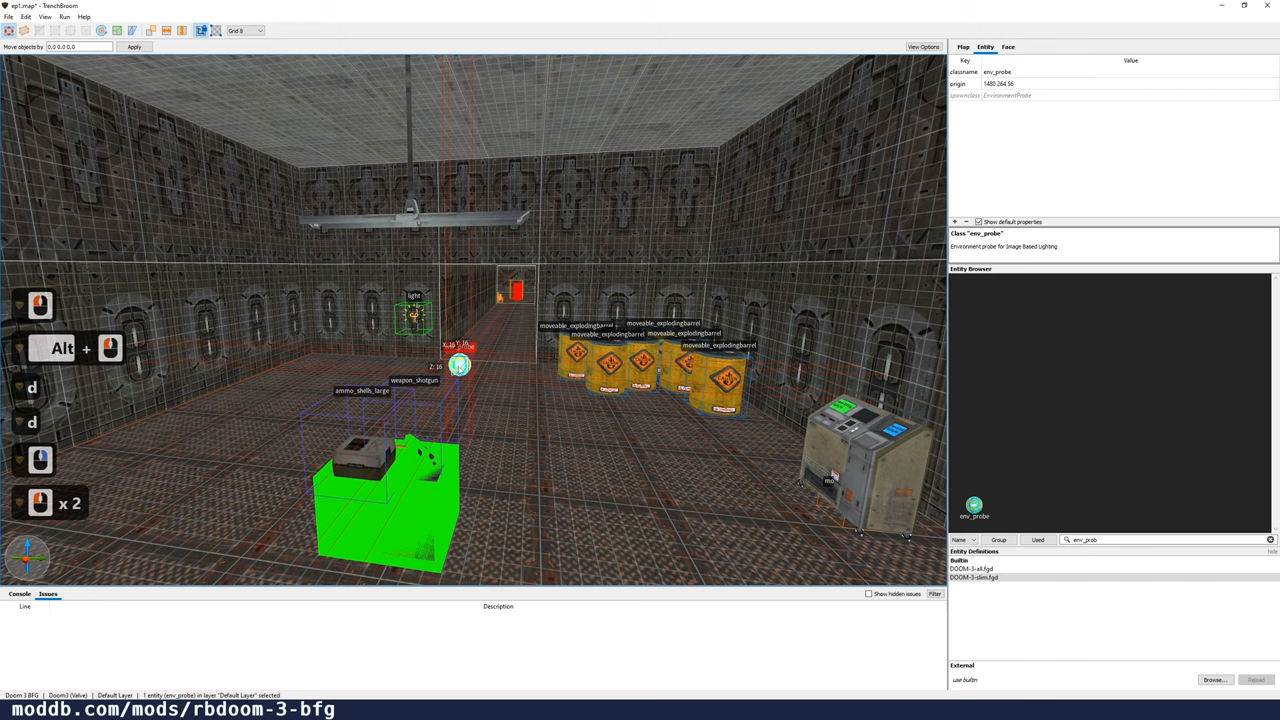 ep1.map* - TrenchBroom
File Edit View Run Help
Grid 8
Move objects by 0.0 0.0 0.0 Apply
View Options
Map Entity Face
Key Value
classname env_probe
origin 1480 264 56
spawnclass EnvironmentProbe
Show default properties
Class "env_probe"
Environment probe for Image Based Lighting
Entity Browser
light
moveable_explodingbarrel
moveable_explodingbarrel
moveable_explodingbarrel
moveable_explodingbarrel
moveable_explodingbarrel
X: 16 Y: 16
Z: 16
weapon_shotgun
ammo_shells_large
mo
Alt +
d
d
x 2
env_probe
Name Group Used env_prob
Entity Definitions Hide
Builtin
DOOM-3-all.fgd
DOOM-3-slim.fgd
Console Issues
Show hidden issues Filter
Line Description
External
use builtin Browse... Reload
Doom 3 BFG Doom3 (Valve) Default Layer 1 entity (env_probe) in layer "Default Layer" selected
moddb.com/mods/rbdoom-3-bfg